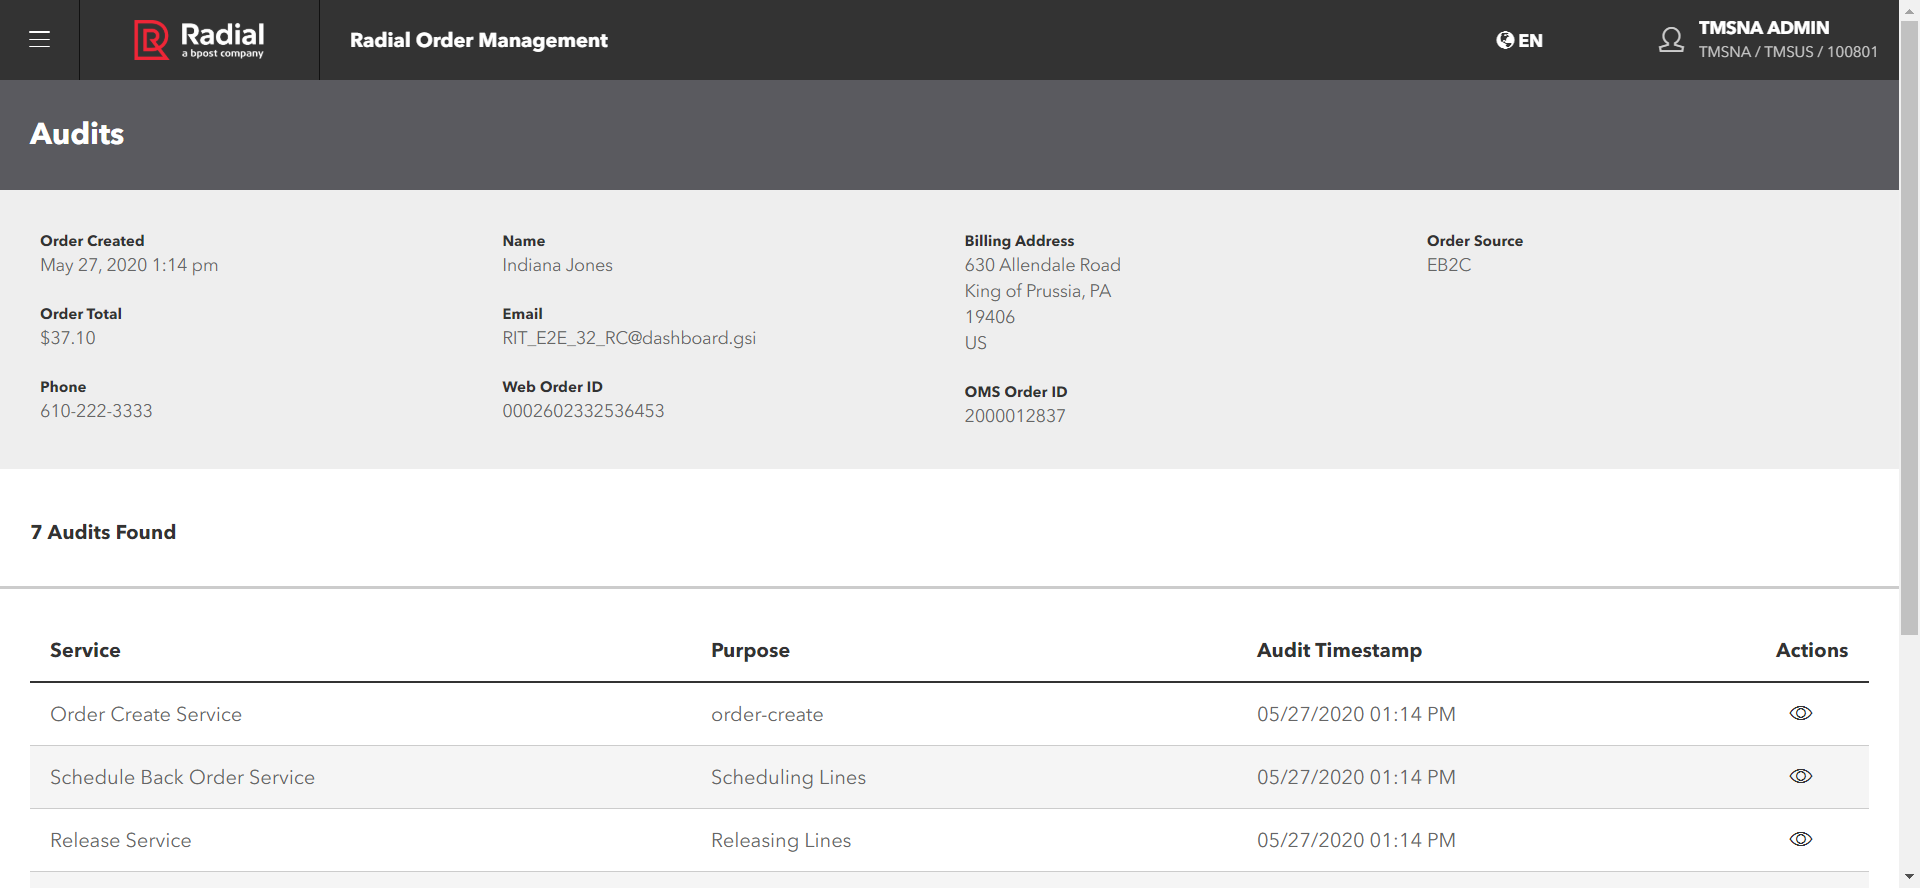 Radial
a bpost company
Radial Order Management
EN
TMSNA ADMIN
TMSNA / TMSUS / 100801
Audits
Order Created
May 27, 2020 1:14 pm
Order Total
$37.10
Phone
610-222-3333
Name
Indiana Jones
Email
RIT_E2E_32_RC@dashboard.gsi
Web Order ID
0002602332536453
Billing Address
630 Allendale Road
King of Prussia, PA
19406
US
OMS Order ID
2000012837
Order Source
EB2C
7 Audits Found
Service Purpose Audit Timestamp Actions
Order Create Service order-create 05/27/2020 01:14 PM
Schedule Back Order Service Scheduling Lines 05/27/2020 01:14 PM
Release Service Releasing Lines 05/27/2020 01:14 PM